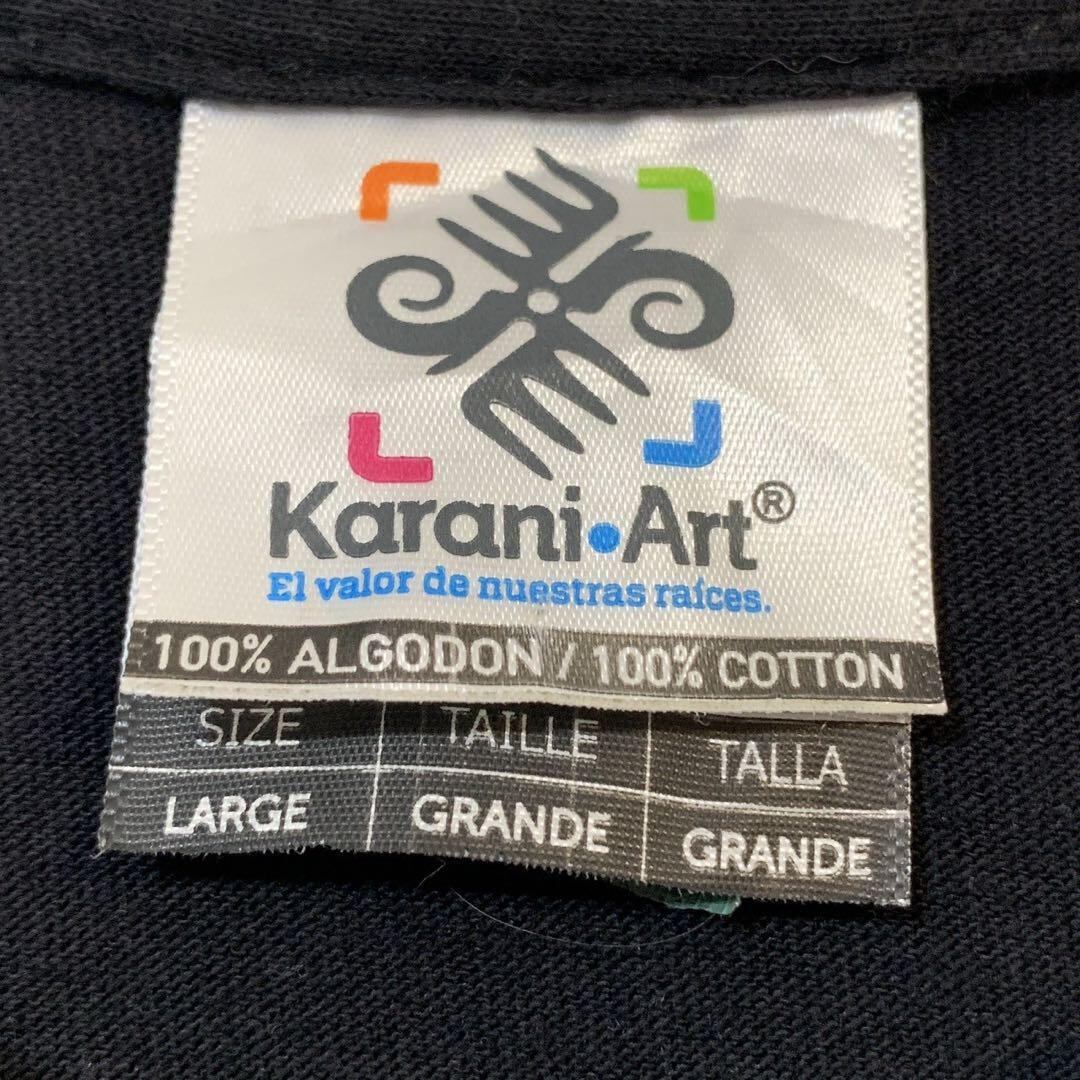 Karani•Art®
El valor de nuestras raíces.
100% ALGODON / 100% COTTON
SIZE TAILLE TALLA
LARGE GRANDE GRANDE